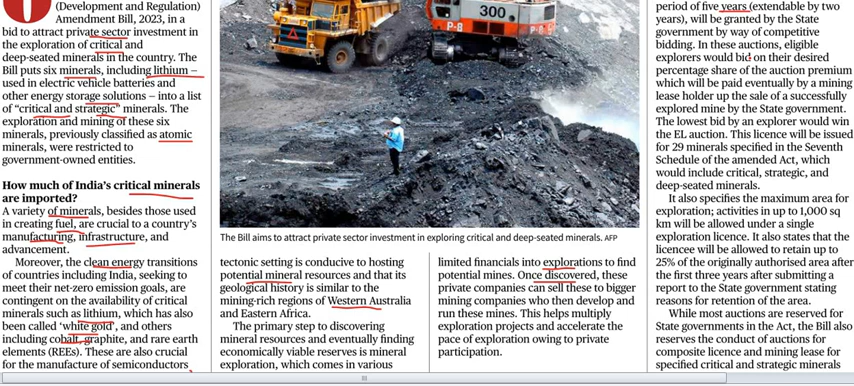 (Development and Regulation)
Amendment Bill, 2023, in a
bid to attract private sector investment in
the exploration of critical and
deep-seated minerals in the country. The
Bill puts six minerals, including lithium —
used in electric vehicle batteries and
other energy storage solutions — into a list
of “critical and strategic” minerals. The
exploration and mining of these six
minerals, previously classified as atomic
minerals, were restricted to
government-owned entities.
How much of India’s critical minerals
are imported?
A variety of minerals, besides those used
in creating fuel, are crucial to a country’s
manufacturing, infrastructure, and
advancement.
Moreover, the clean energy transitions
of countries including India, seeking to
meet their net-zero emission goals, are
contingent on the availability of critical
minerals such as lithium, which has also
been called ‘white gold’, and others
including cobalt, graphite, and rare earth
elements (REEs). These are also crucial
for the manufacture of semiconductors
300
P-8
The Bill aims to attract private sector investment in exploring critical and deep-seated minerals. AFP
tectonic setting is conducive to hosting
potential mineral resources and that its
geological history is similar to the
mining-rich regions of Western Australia
and Eastern Africa.
The primary step to discovering
mineral resources and eventually finding
economically viable reserves is mineral
exploration, which comes in various
limited financials into explorations to find
potential mines. Once discovered, these
private companies can sell these to bigger
mining companies who then develop and
run these mines. This helps multiply
exploration projects and accelerate the
pace of exploration owing to private
participation.
period of five years (extendable by two
years), will be granted by the State
government by way of competitive
bidding. In these auctions, eligible
explorers would bid on their desired
percentage share of the auction premium
which will be paid eventually by a mining
lease holder up the sale of a successfully
explored mine by the State government.
The lowest bid by an explorer would win
the EL auction. This licence will be issued
for 29 minerals specified in the Seventh
Schedule of the amended Act, which
would include critical, strategic, and
deep-seated minerals.
It also specifies the maximum area for
exploration; activities in up to 1,000 sq
km will be allowed under a single
exploration licence. It also states that the
licencee will be allowed to retain up to
25% of the originally authorised area after
the first three years after submitting a
report to the State government stating
reasons for retention of the area.
While most auctions are reserved for
State governments in the Act, the Bill also
reserves the conduct of auctions for
composite licence and mining lease for
specified critical and strategic minerals